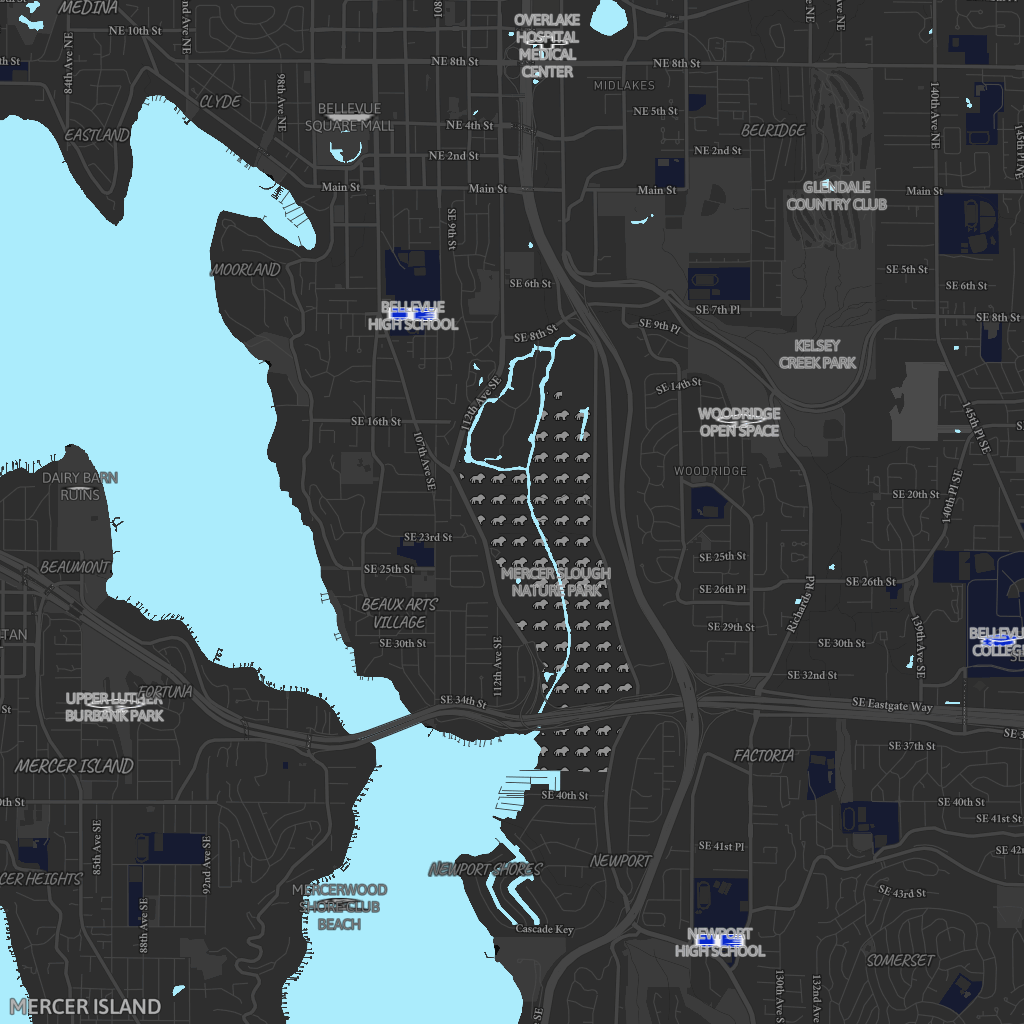 MEDINA
108
NE 10th St
84th Ave NE
OVERLAKE
HOSPITAL
MEDICAL
CENTER
NE 8th St
NE 8th St
MIDLAKES
98th Ave NE
CLYDE
BELLEVUE
SQUARE MALL
NE 5th St
140th Ave NE
EASTLAND
NE 4th St
BELRIDGE
145th Pl NE
NE 2nd St
NE 2nd St
Main St
Main St
Main St
GLENDALE
COUNTRY CLUB
Main St
SE 9th St
MOORLAND
SE 5th St
SE 6th St
SE 6th St
BELLEVUE
HIGH SCHOOL
SE 7th Pl
SE 8th St
SE 8th St
SE 9th Pl
KELSEY
CREEK PARK
112th Ave SE
SE 14th St
SE 16th St
WOODRIDGE
OPEN SPACE
145th Pl SE
107th Ave SE
DAIRY BARN
RUINS
WOODRIDGE
SE 20th St
140th Pl SE
SE 23rd St
SE 25th St
SE 25th St
BEAUMONT
MERCER SLOUGH
NATURE PARK
SE 26th Pl
SE 26th St
Richards Rd
BEAUX ARTS
VILLAGE
SE 29th St
139th Ave SE
BELLEVUE
COLLEGE
TAN
SE 30th St
SE 30th St
112th Ave SE
SE 32nd St
FORTUNA
UPPER LUTHER
BURBANK PARK
SE 34th St
SE Eastgate Way
MERCER ISLAND
FACTORIA
SE 37th St
SE 40th St
SE 40th St
SE 41st St
85th Ave SE
92nd Ave SE
SE 41st Pl
SE 42n
NEWPORT SHORES
NEWPORT
CER HEIGHTS
MERCERWOOD
SHORE CLUB
BEACH
SE 43rd St
88th Ave SE
Cascade Key
NEWPORT
HIGH SCHOOL
SOMERSET
130th Ave S
132nd Ave
MERCER ISLAND